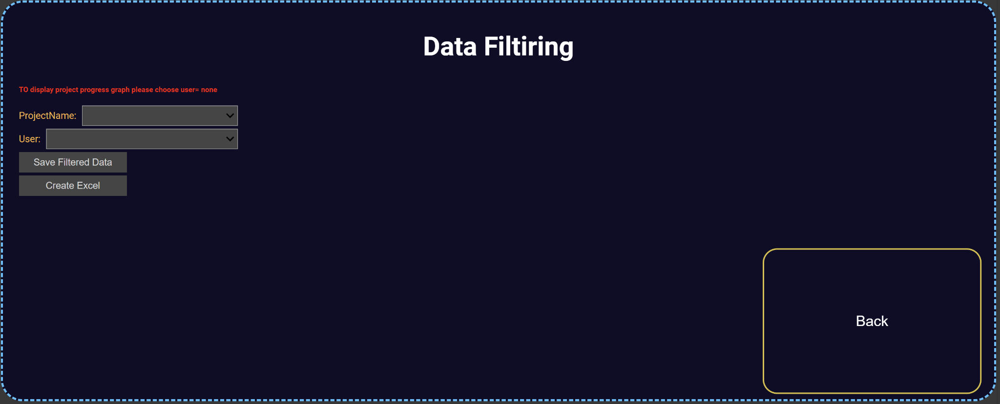 Data Filtiring
TO display project progress graph please choose user= none
ProjectName:
User:
Save Filtered Data
Create Excel
Back